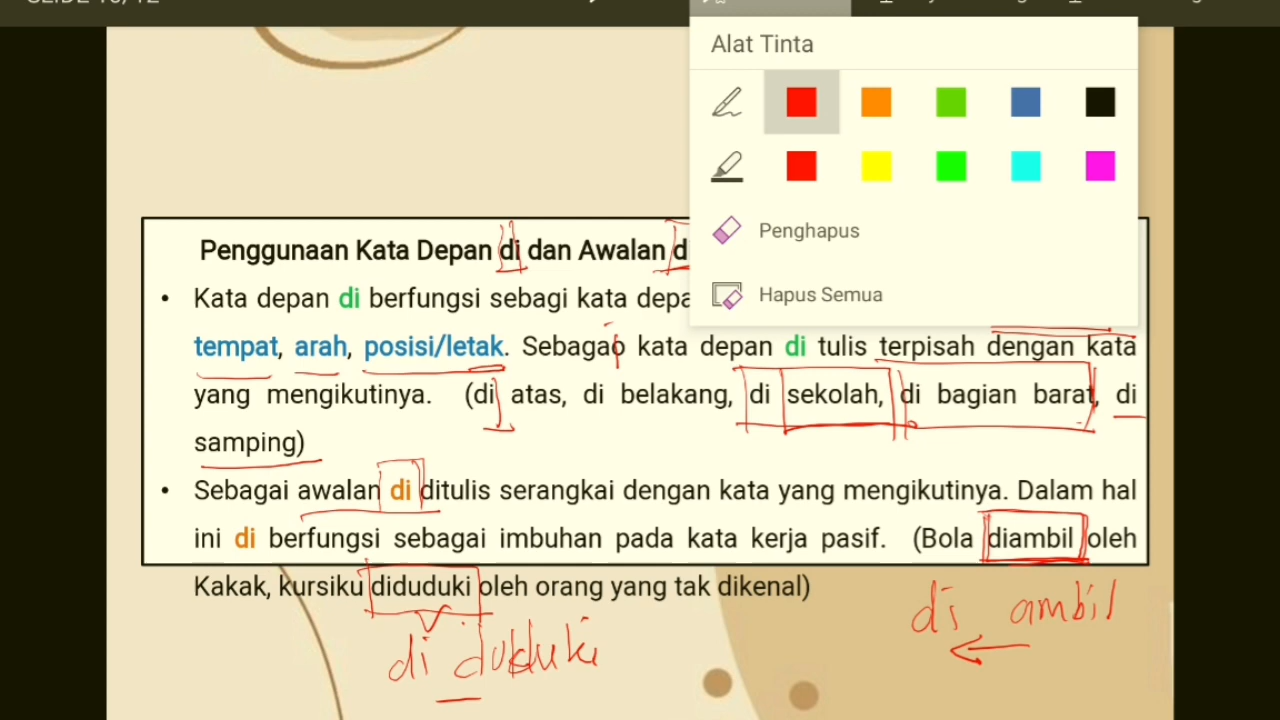 Alat Tinta
Penghapus
Hapus Semua
Penggunaan Kata Depan di dan Awalan d
• Kata depan di berfungsi sebagi kata depa
tempat, arah, posisi/letak. Sebagao kata depan di tulis terpisah dengan kata
yang mengikutinya. (di atas, di belakang, di sekolah, di bagian barat, di
samping)
• Sebagai awalan di ditulis serangkai dengan kata yang mengikutinya. Dalam hal
ini di berfungsi sebagai imbuhan pada kata kerja pasif. (Bola diambil oleh
Kakak, kursiku diduduki oleh orang yang tak dikenal)
di ambil
di duduki